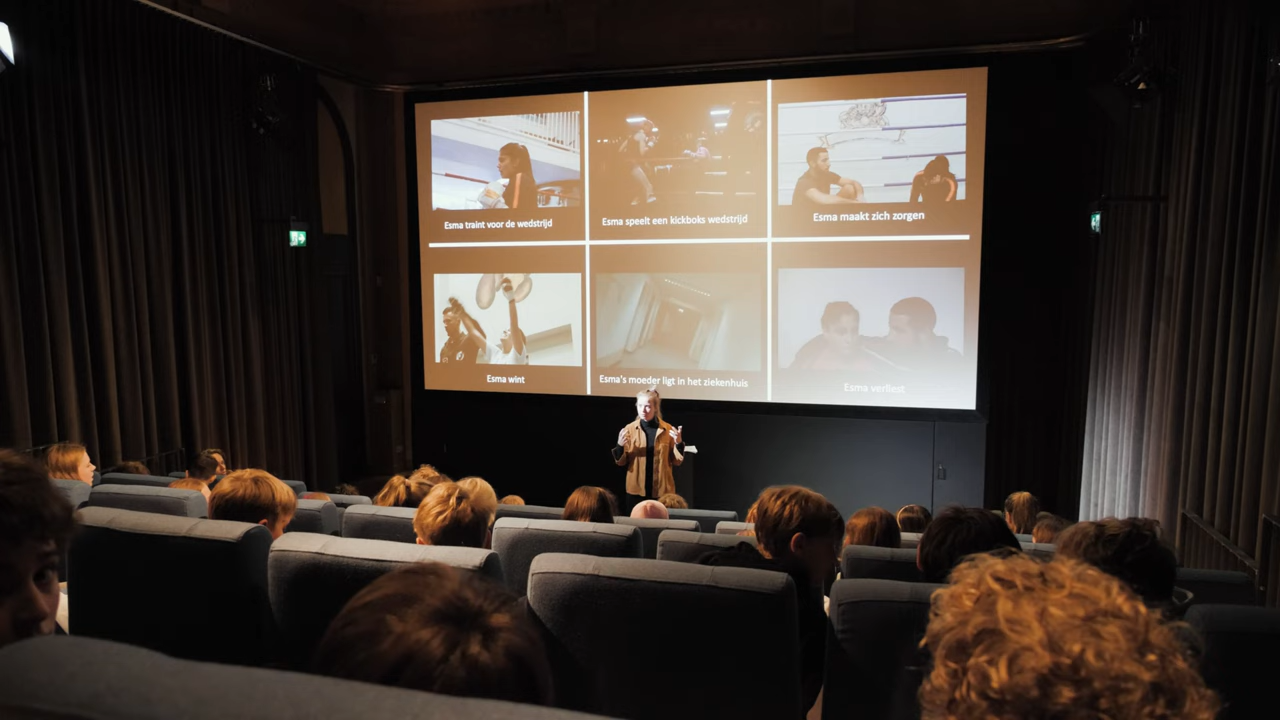 Esma traint voor de wedstrijd
Esma speelt een kickboks wedstrijd
Esma maakt zich zorgen
Esma wint
Esma's moeder ligt in het ziekenhuis
Esma verliest